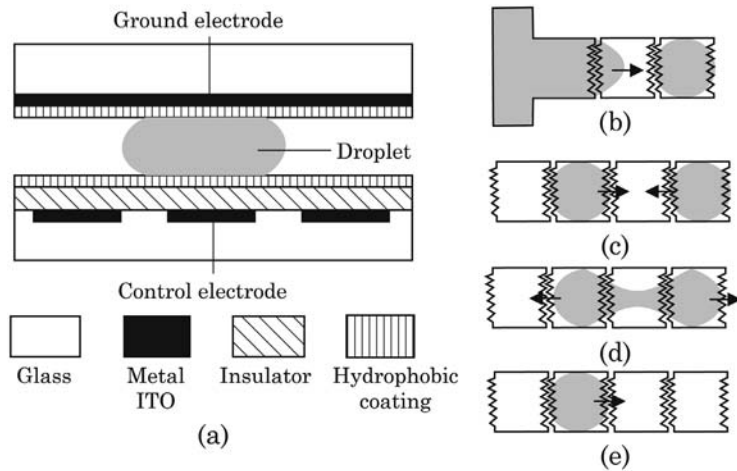 Ground electrode
Droplet
Control electrode
Glass
Metal
ITO
Insulator
Hydrophobic
coating
(a)
(b)
(c)
(d)
(e)